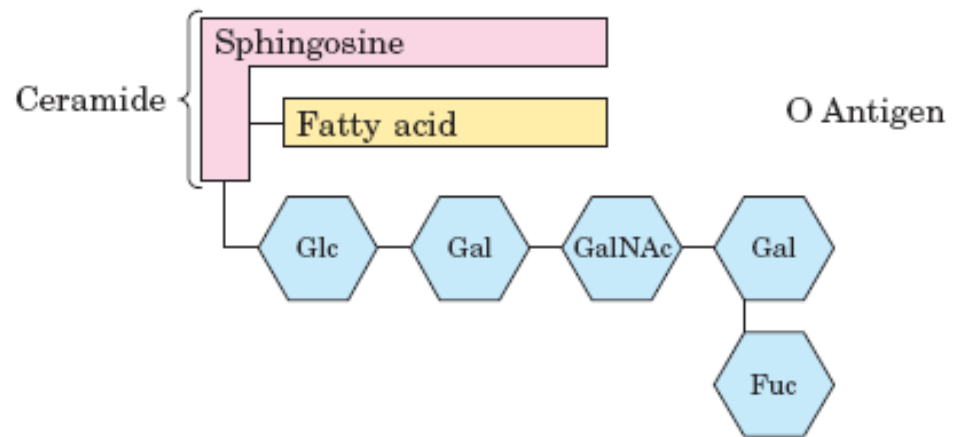 Sphingosine
Ceramide
Fatty acid
O Antigen
Glc
Gal
GalNAc
Gal
Fuc